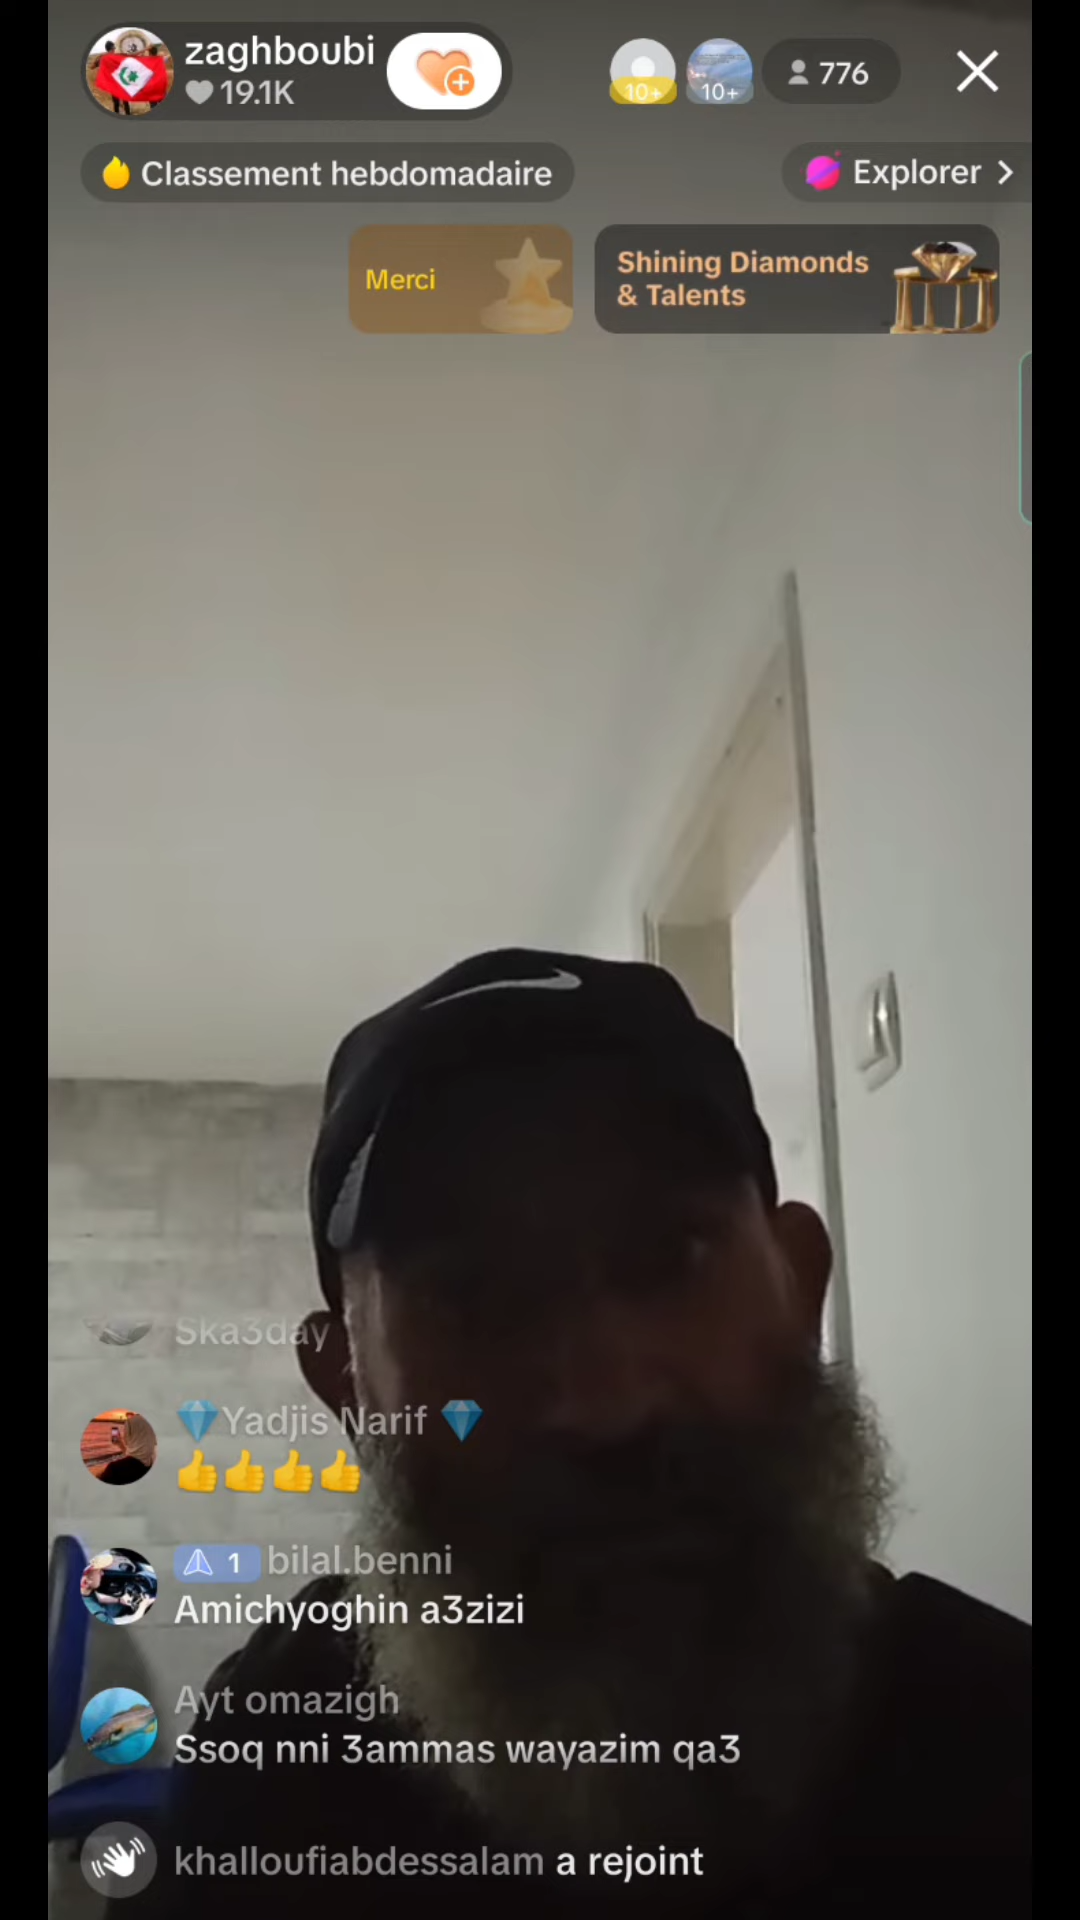 zaghboubi
19.1K
10+
10+
776
Classement hebdomadaire
Explorer
Merci
Shining Diamonds
& Talents
Ska3day
💎Yadjis Narif 💎
👍👍👍👍
1 bilal.benni
Amichyoghin a3zizi
Ayt omazigh
Ssoq nni 3ammas wayazim qa3
khalloufiabdessalam a rejoint